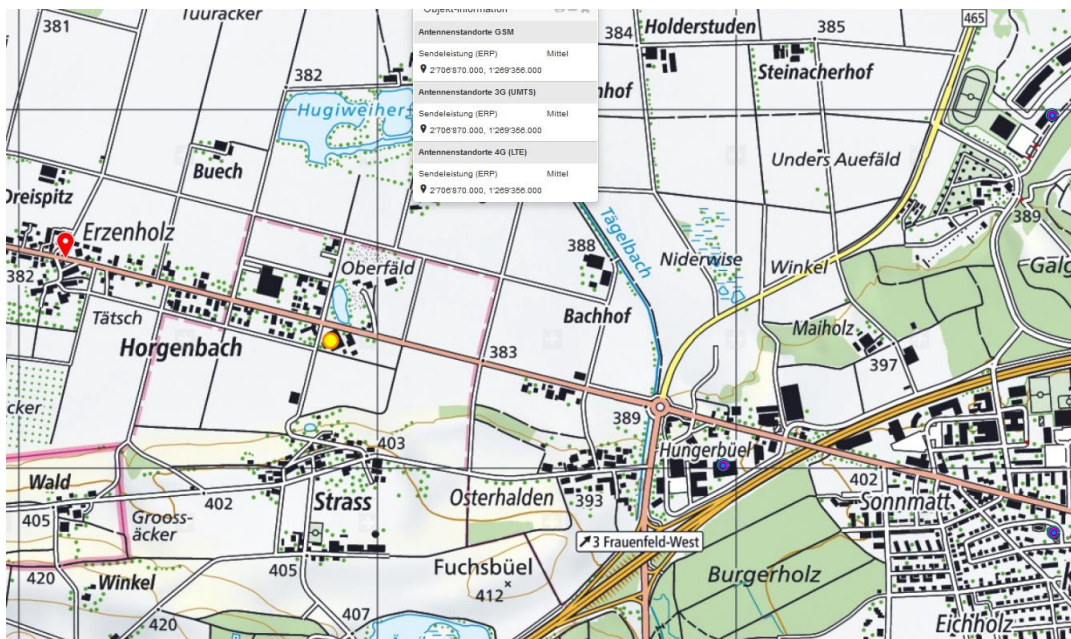 Tuuräcker
381
382
Hugiweiher
Objekt-Information
Antennenstandorte GSM
Sendeleistung (ERP) Mittel
2'706'870.000, 1'269'356.000
Antennenstandorte 3G (UMTS)
Sendeleistung (ERP) Mittel
2'706'870.000, 1'269'356.000
Antennenstandorte 4G (LTE)
Sendeleistung (ERP) Mittel
2'706'870.000, 1'269'356.000
384
Holderstuden
385
465
Steinacherhof
nhof
Unders Auefäld
Buech
Dreispitz
Erzenholz
382
Oberfäld
Tägelbach
388
Niderwise
Winkel
389
Galg
Tätsch
Horgenbach
Bachhof
Maiholz
397
383
äcker
389
Hungerbüel
403
Wald
402
Strass
Osterhalden
393
402
Sonnmatt
405
Grooss-
äcker
3 Frauenfeld-West
420
Winkel
405
Fuchsbüel
412
Burgerholz
407
420
Eichholz
K